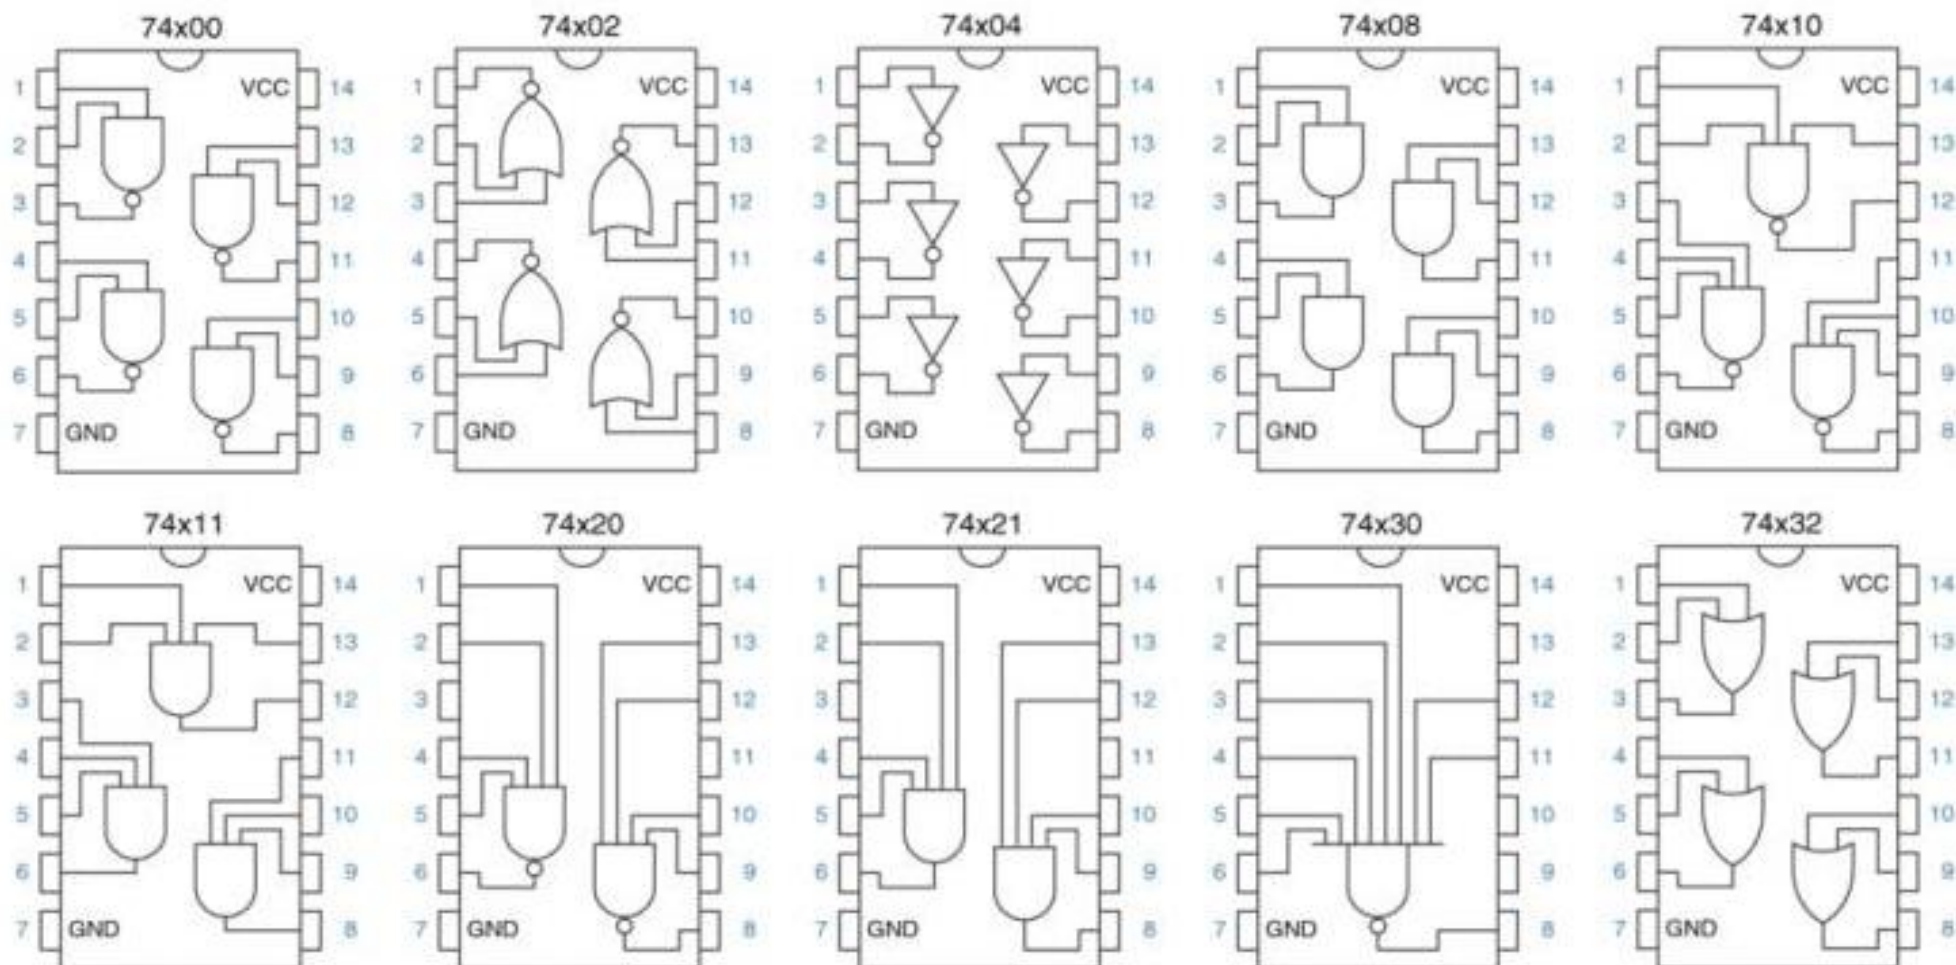 74x00 74x02 74x04 74x08 74x10
1 VCC 14 1 VCC 14 1 VCC 14 1 VCC 14 1 VCC 14
2 13 2 13 2 13 2 13 2 13
3 12 3 12 3 12 3 12 3 12
4 11 4 11 4 11 4 11 4 11
5 10 5 10 5 10 5 10 5 10
6 9 6 9 6 9 6 9 6 9
7 GND 8 7 GND 8 7 GND 8 7 GND 8 7 GND 8
74x11 74x20 74x21 74x30 74x32
1 VCC 14 1 VCC 14 1 VCC 14 1 VCC 14 1 VCC 14
2 13 2 13 2 13 2 13 2 13
3 12 3 12 3 12 3 12 3 12
4 11 4 11 4 11 4 11 4 11
5 10 5 10 5 10 5 10 5 10
6 9 6 9 6 9 6 9 6 9
7 GND 8 7 GND 8 7 GND 8 7 GND 8 7 GND 8